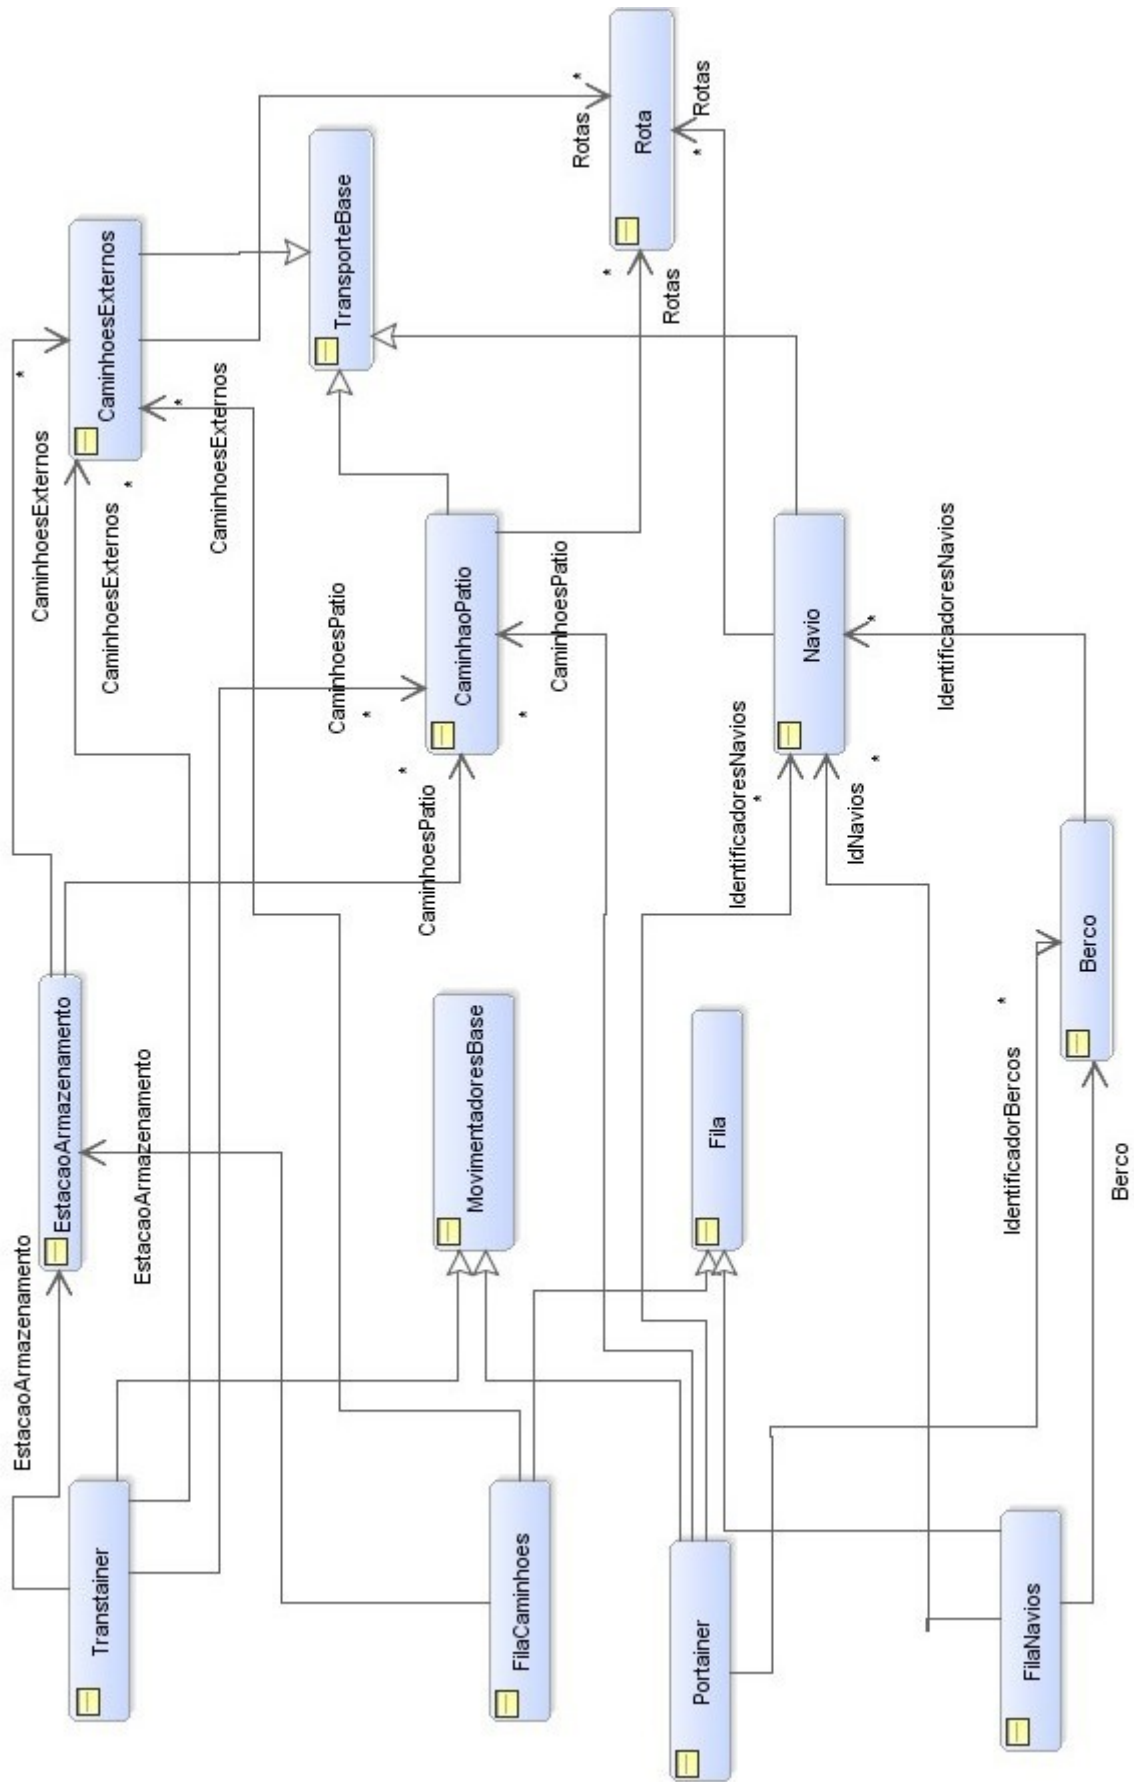 EstacaoArmazenamento
*
CaminhoesExternos
EstacaoArmazenamento
Transtainer
CaminhoesExternos
CaminhoesExternos
*
EstacaoArmazenamento
*
CaminhoesExternos
CaminhoesPatio
TransporteBase
*
*
CaminhoesPatio
CaminhaoPatio
MovimentadoresBase
FilaCaminhoes
*
CaminhoesPatio
*
Rotas
*
Rota
Rotas
*
Rotas
Portainer
Fila
IdentificadoresNavios
*
Navio
IdNavios
*
*
IdentificadoresNavios
*
IdentificadorBercos
FilaNavios
Berco
Berco